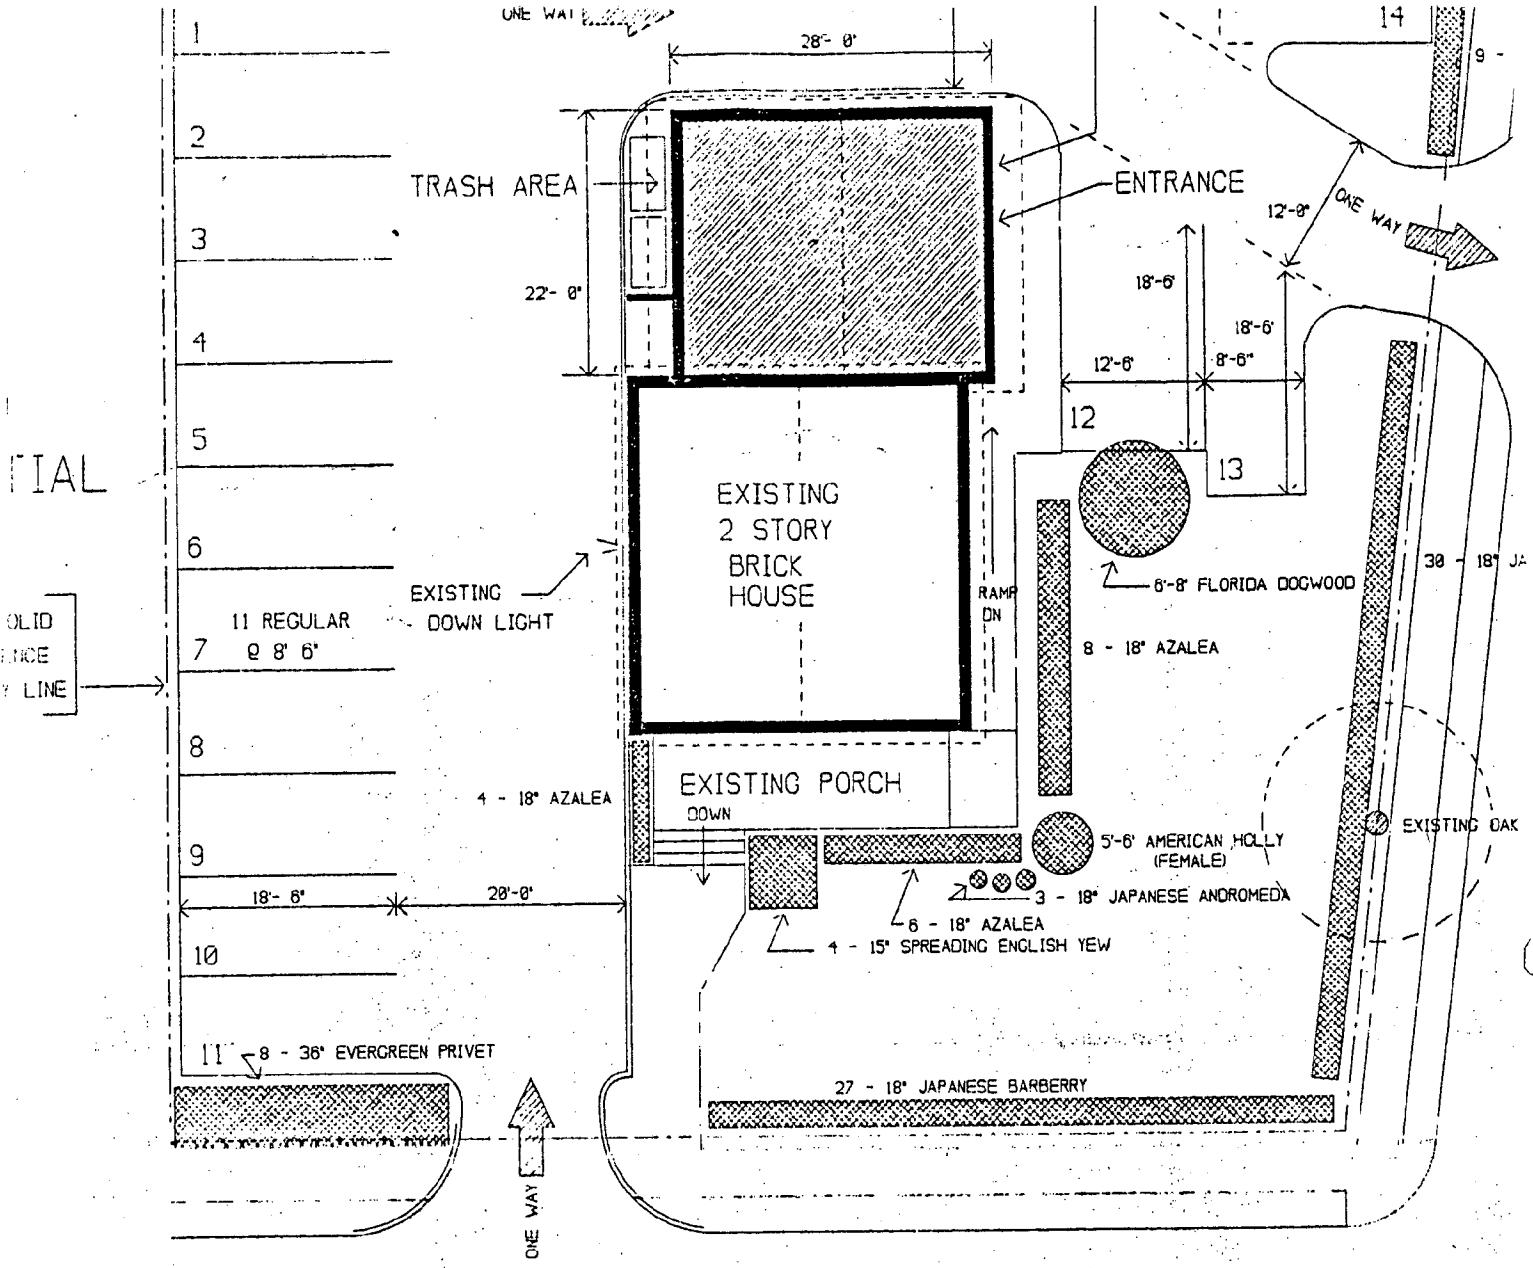 ONE WAY
1
28'- 0"
14
9 -
2
TRASH AREA
ENTRANCE
ONE WAY
12'-0"
3
18'-6"
22'- 0"
18'-6"
4
12'-6"
8'-6"
12
5
13
TIAL
EXISTING
2 STORY
BRICK
HOUSE
6
30 - 18" JA
6'-8' FLORIDA DOGWOOD
EXISTING
DOWN LIGHT
RAMP
DN
11 REGULAR
@ 8' 6"
OLID
ENCE
Y LINE
7
8 - 18" AZALEA
8
EXISTING PORCH
4 - 18" AZALEA
DOWN
EXISTING OAK
9
5'-6' AMERICAN HOLLY
(FEMALE)
18'- 6"
20'-0"
3 - 18" JAPANESE ANDROMEDA
6 - 18" AZALEA
4 - 15" SPREADING ENGLISH YEW
10
11
8 - 36" EVERGREEN PRIVET
27 - 18" JAPANESE BARBERRY
ONE WAY